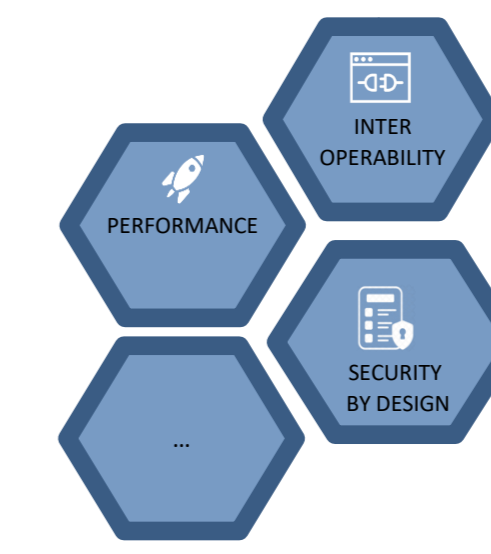 INTER
OPERABILITY
PERFORMANCE
SECURITY
BY DESIGN
...